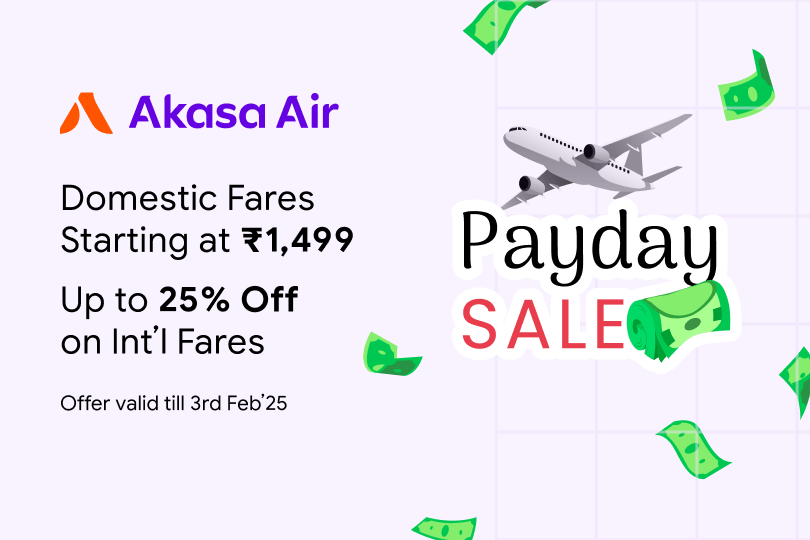 Akasa Air
Domestic Fares
Starting at ₹1,499
Up to 25% Off
on Int'l Fares
Offer valid till 3rd Feb'25
Payday
SALE